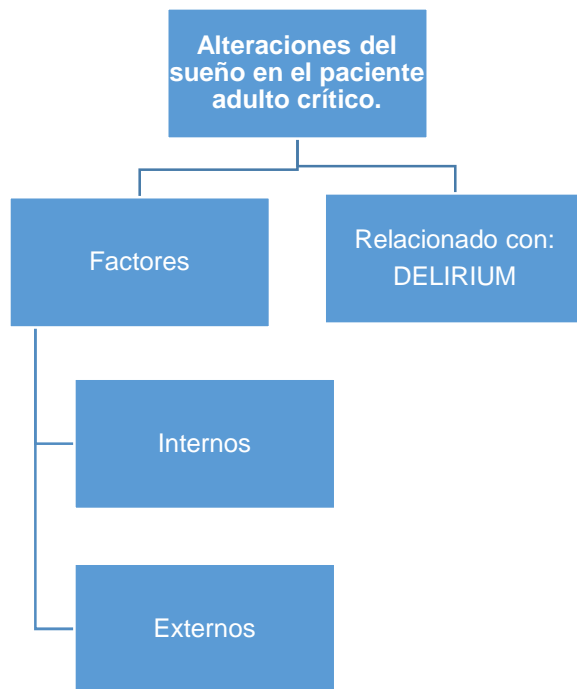 Alteraciones del
sueño en el paciente
adulto crítico.
Factores
Relacionado con:
DELIRIUM
Internos
Externos